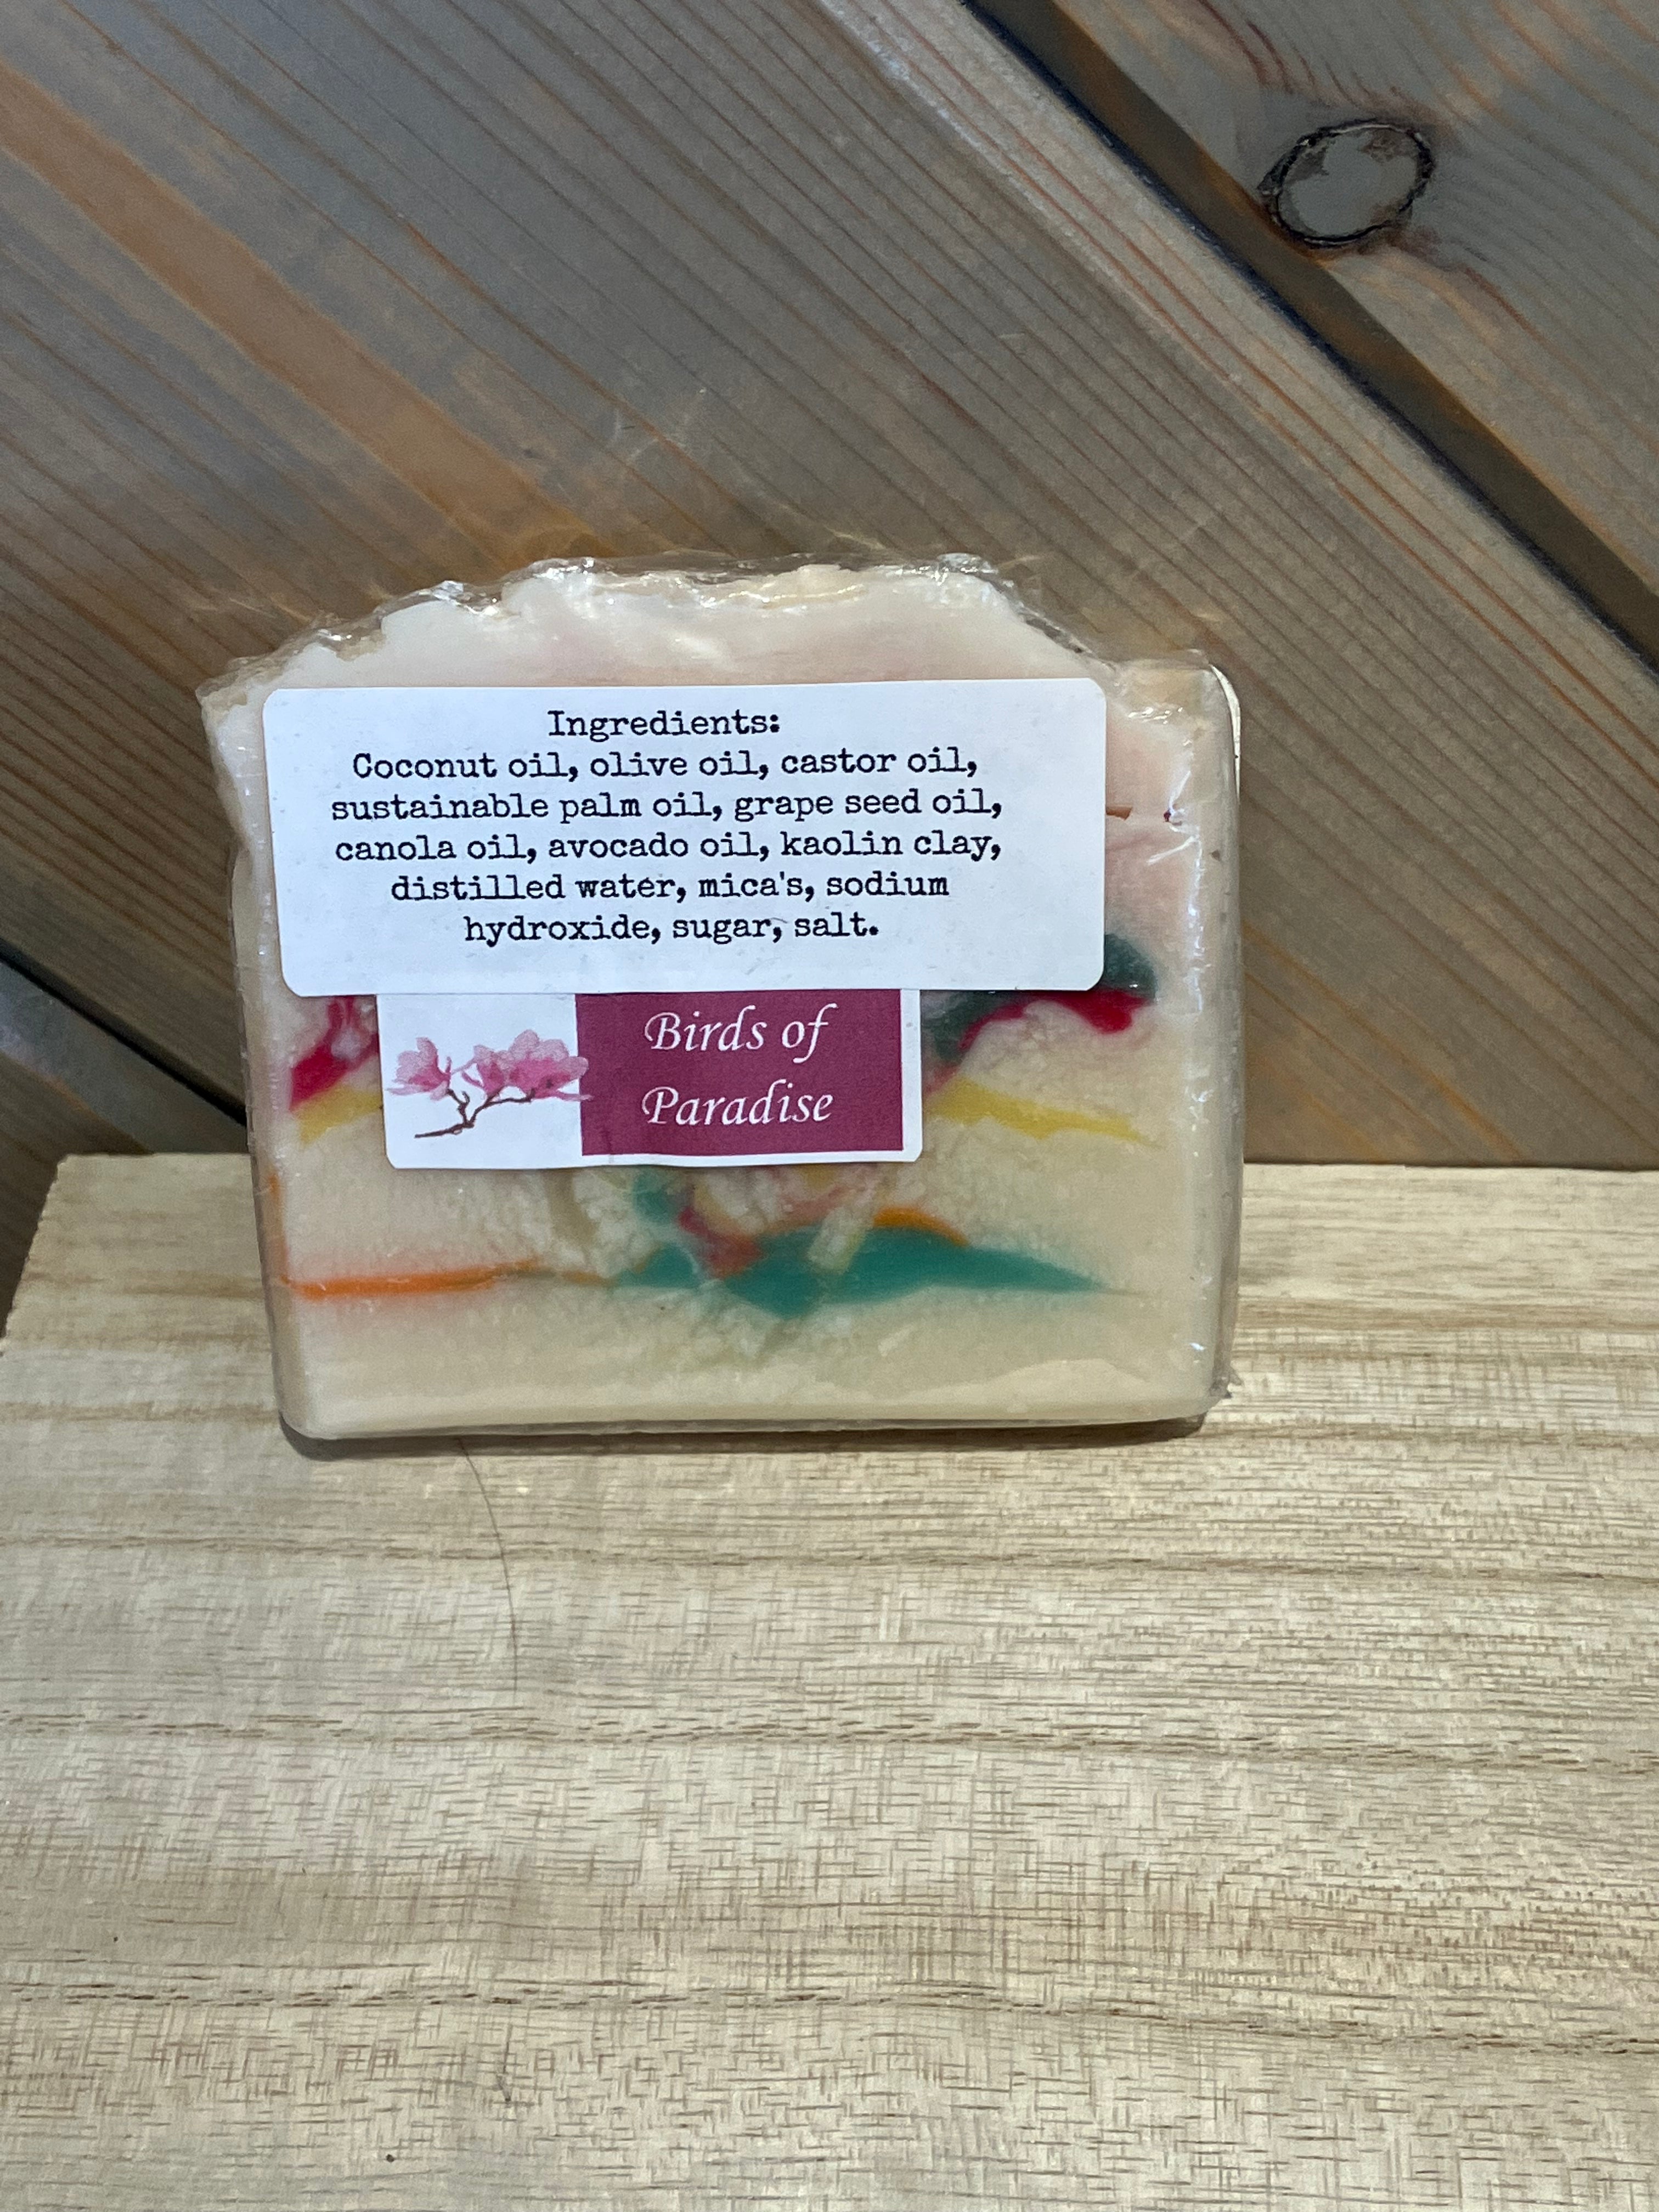 Ingredients:
Coconut oil, olive oil, castor oil,
sustainable palm oil, grape seed oil,
canola oil, avocado oil, kaolin clay,
distilled water, mica's, sodium
hydroxide, sugar, salt.
Birds of
Paradise